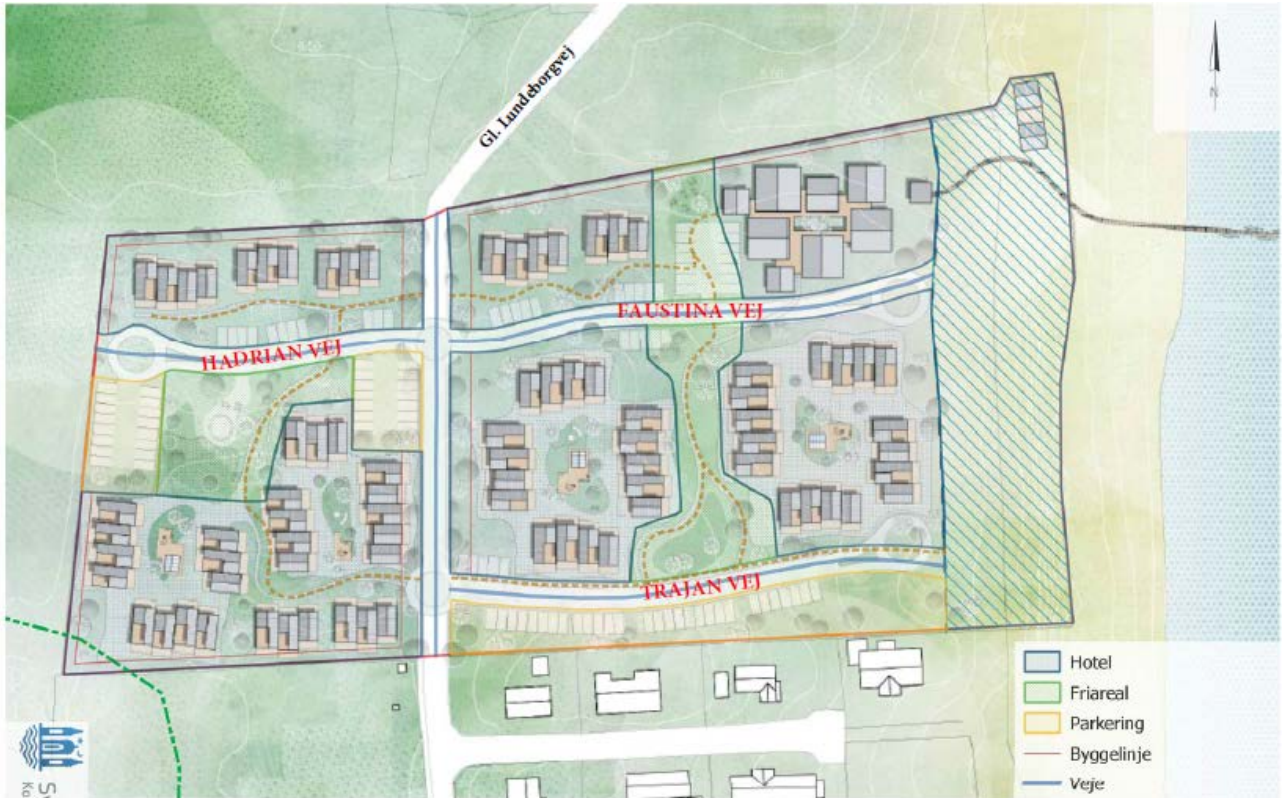 Gl. Lundeborgvej
N
FAUSTINA VEJ
HADRIAN VEJ
TRAJAN VEJ
Hotel
Friareal
Parkering
Byggelinje
Veje